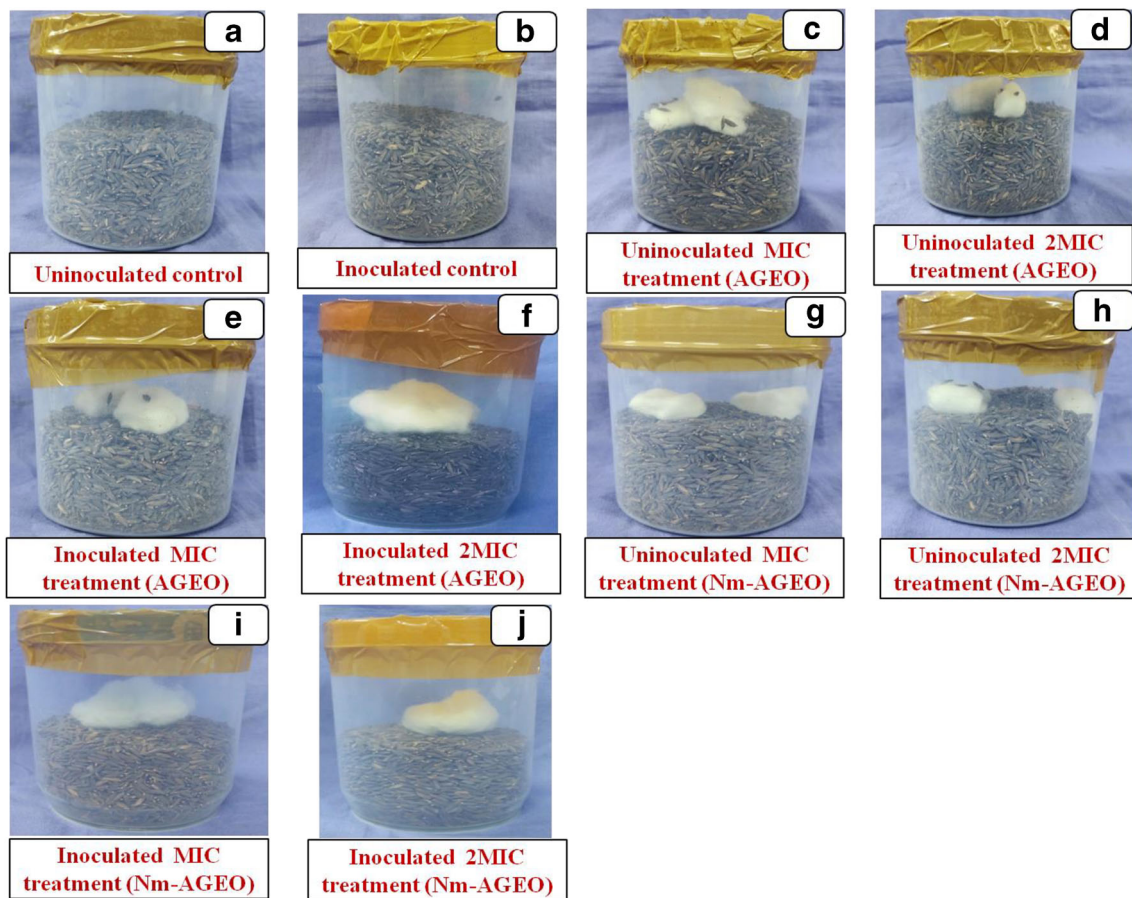 a
b
c
d
Uninoculated control
Inoculated control
Uninoculated MIC
treatment (AGEO)
Uninoculated 2MIC
treatment (AGEO)
e
f
g
h
Inoculated MIC
treatment (AGEO)
Inoculated 2MIC
treatment (AGEO)
Uninoculated MIC
treatment (Nm-AGEO)
Uninoculated 2MIC
treatment (Nm-AGEO)
i
j
Inoculated MIC
treatment (Nm-AGEO)
Inoculated 2MIC
treatment (Nm-AGEO)